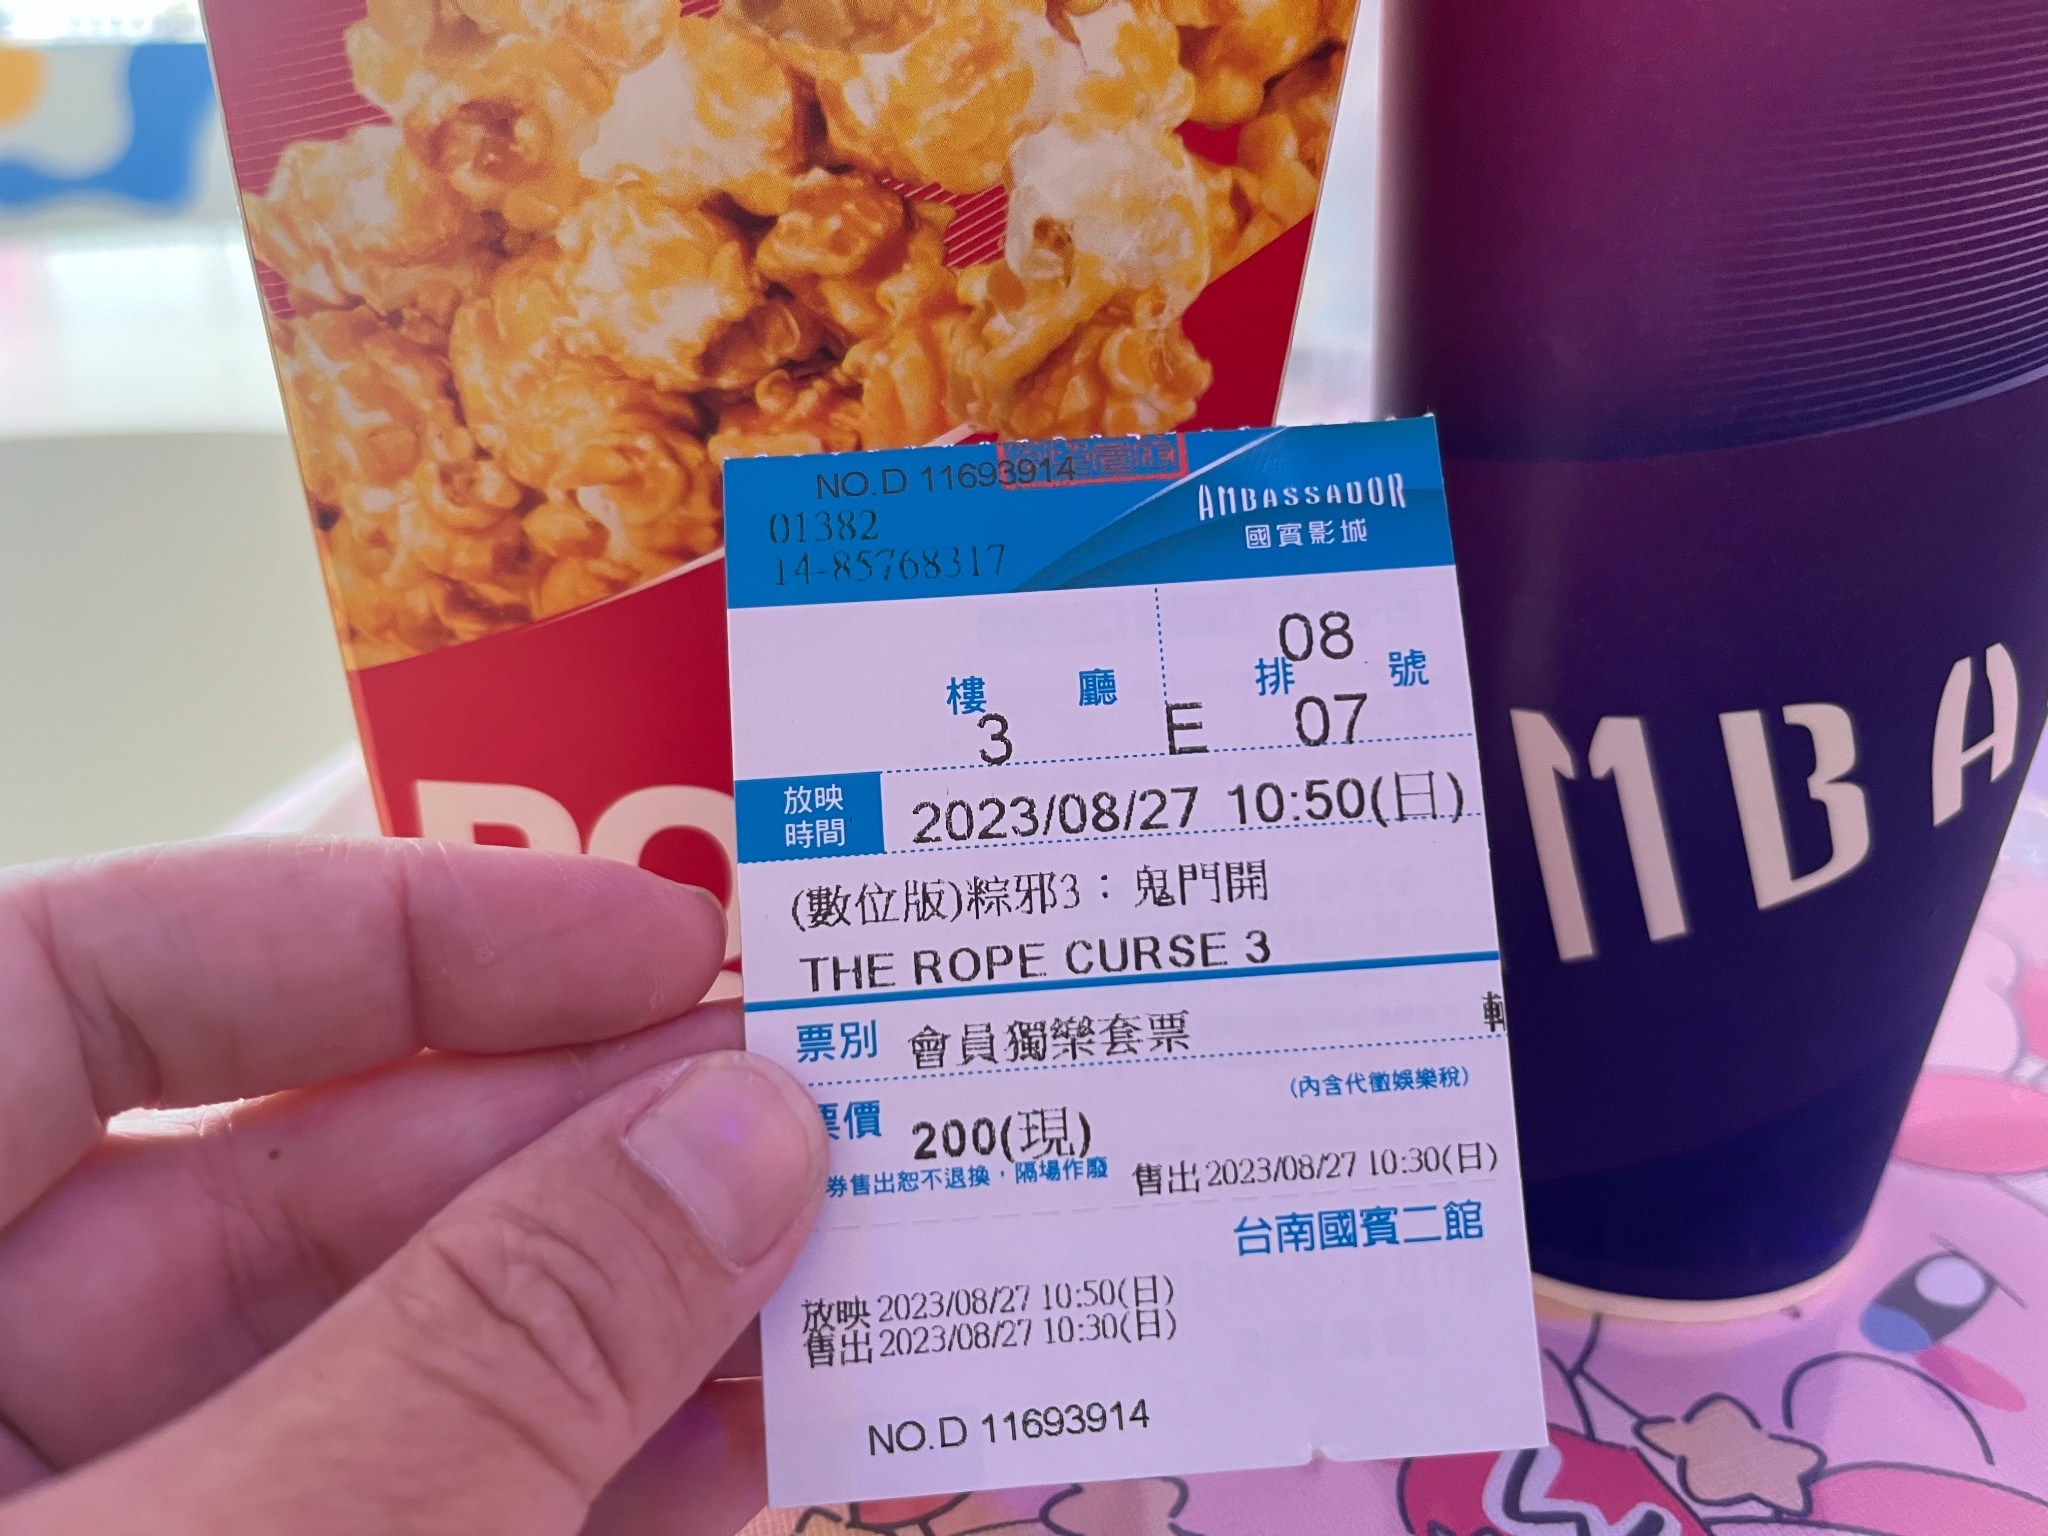 NO.D 11693914
01382
14-85768317
AMBASSADOR
國賓影城
08
樓 廳 排 號
3 E 07
放映
時間
2023/08/27 10:50(日)
(數位版)粽邪3：鬼門開
THE ROPE CURSE 3
票別 會員獨樂套票
(內含代徵娛樂稅)
票價 200(現)
券售出恕不退換，隔場作廢
售出2023/08/27 10:30(日)
台南國賓二館
放映2023/08/27 10:50(日)
售出2023/08/27 10:30(日)
NO.D 11693914
PO
MBA